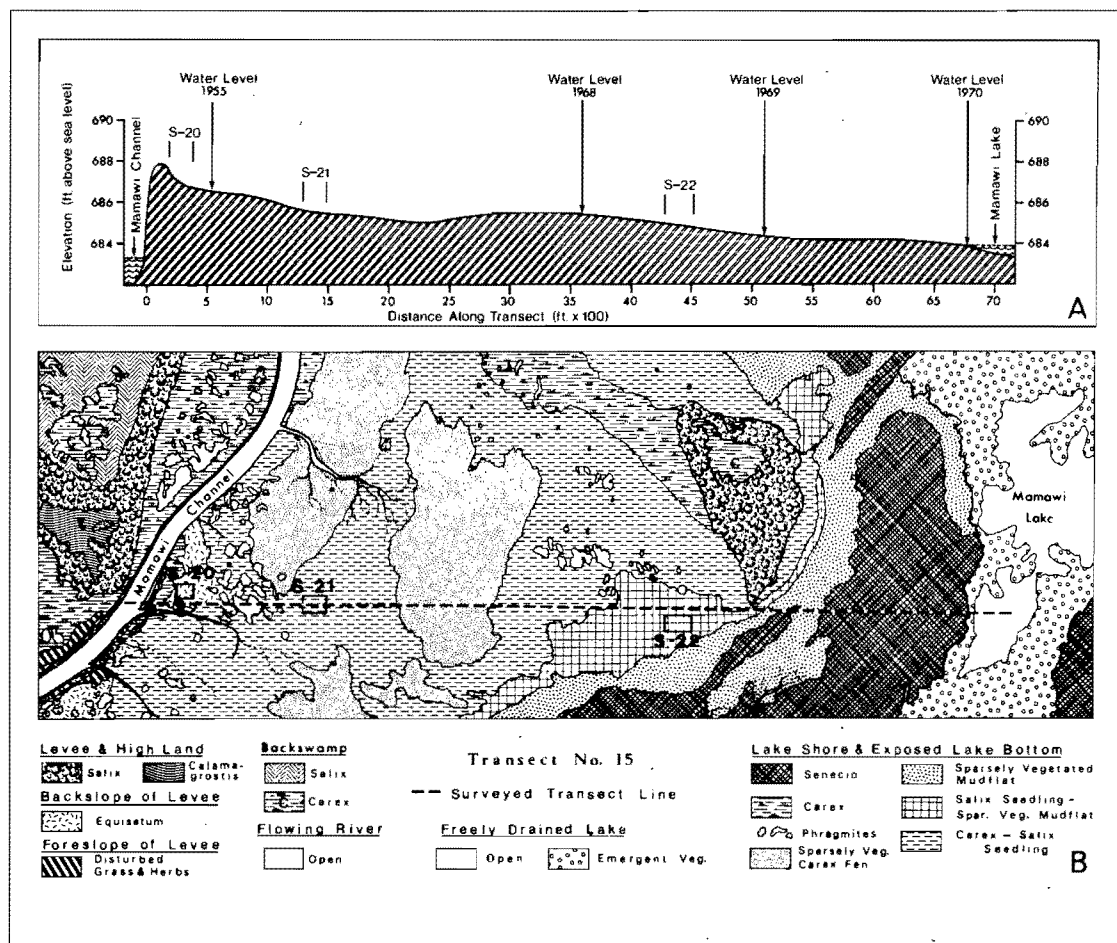 Water Level
1955
Water Level
1968
Water Level
1969
Water Level
1970
Elevation (ft. above sea level)
690
688
686
684
Mamawi Channel
S-20
S-21
S-22
Mamawi Lake
690
688
686
684
0 5 10 15 20 25 30 35 40 45 50 55 60 65 70
Distance Along Transect (ft. x 100)
A
Mamawi Channel
S-20
S-21
S-22
C
C
Mamawi
Lake
Levee & High Land
Salix
Calama-
grostis
Backslope of Levee
Equisetum
Foreslope of Levee
Disturbed
Grass & Herbs
Backswamp
Salix
C
Carex
Flowing River
Open
Transect No. 15
Surveyed Transect Line
Freely Drained Lake
Open
Emergent Veg.
Lake Shore & Exposed Lake Bottom
Senecio
Carex
Phragmites
Sparsely Veg.
Carex Fen
Sparsely Vegetated
Mudflat
Salix Seedling -
Spar. Veg. Mudflat
Carex - Salix
Seedling
B